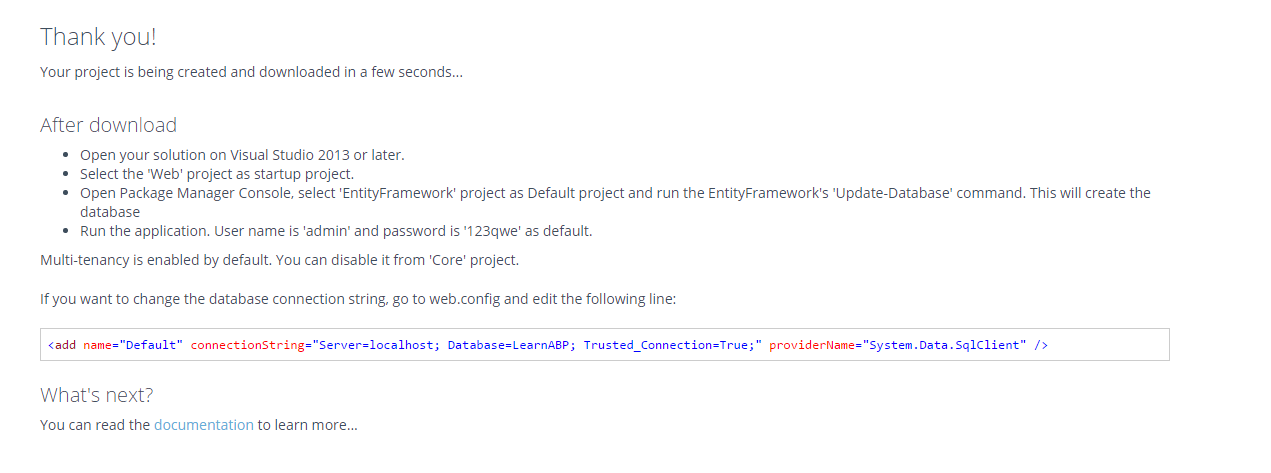 Thank you!
Your project is being created and downloaded in a few seconds...
After download
Open your solution on Visual Studio 2013 or later.
Select the 'Web' project as startup project.
Open Package Manager Console, select 'EntityFramework' project as Default project and run the EntityFramework's 'Update-Database' command. This will create the
database
Run the application. User name is 'admin' and password is '123qwe' as default.
Multi-tenancy is enabled by default. You can disable it from 'Core' project.
If you want to change the database connection string, go to web.config and edit the following line:
<add name="Default" connectionString="Server=localhost; Database=LearnABP; Trusted_Connection=True;" providerName="System.Data.SqlClient" />
What's next?
You can read the documentation to learn more...